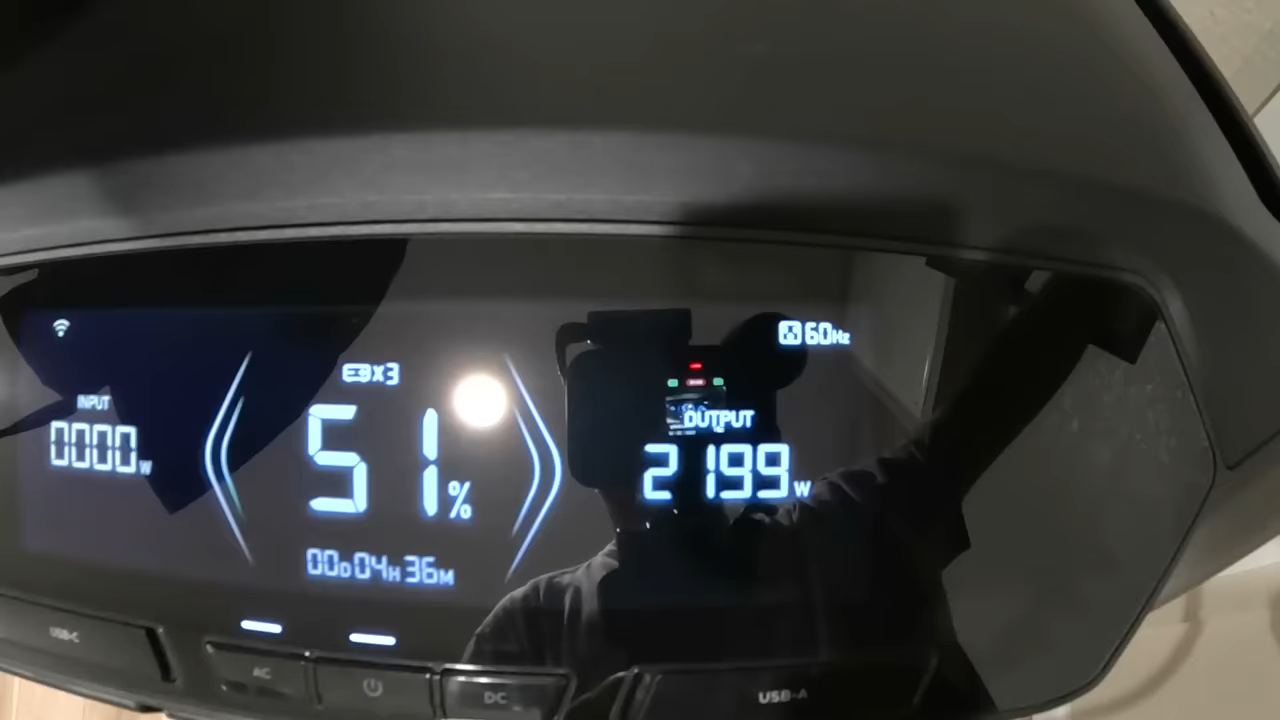 60Hz
x3
INPUT
0000W
51%
OUTPUT
2199W
00D04H36M
USB-C
AC
DC
USB-A